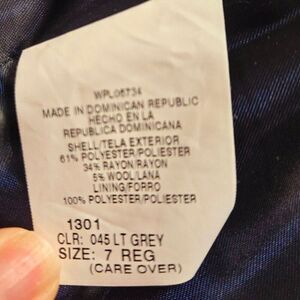 WPL06734
MADE IN DOMINICAN REPUBLIC
HECHO EN LA
REPUBLICA DOMINICANA
SHELL/TELA EXTERIOR
61% POLYESTER/POLIESTER
34% RAYON/RAYON
5% WOOL/LANA
LINING/FORRO
100% POLYESTER/POLIESTER
1301
CLR: 045 LT GREY
SIZE: 7 REG
(CARE OVER)